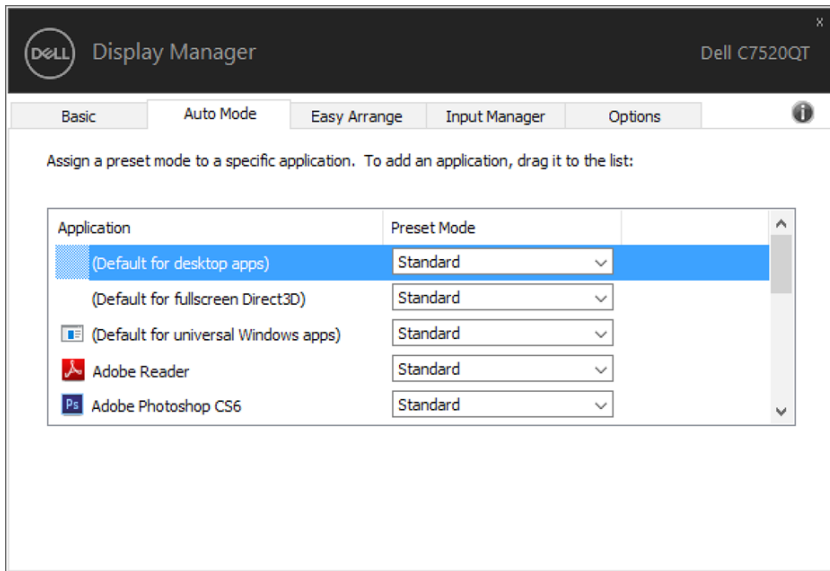 x
DELL Display Manager Dell C7520QT
Basic Auto Mode Easy Arrange Input Manager Options i
Assign a preset mode to a specific application. To add an application, drag it to the list:
Application Preset Mode
(Default for desktop apps) Standard
(Default for fullscreen Direct3D) Standard
(Default for universal Windows apps) Standard
Adobe Reader Standard
Ps Adobe Photoshop CS6 Standard